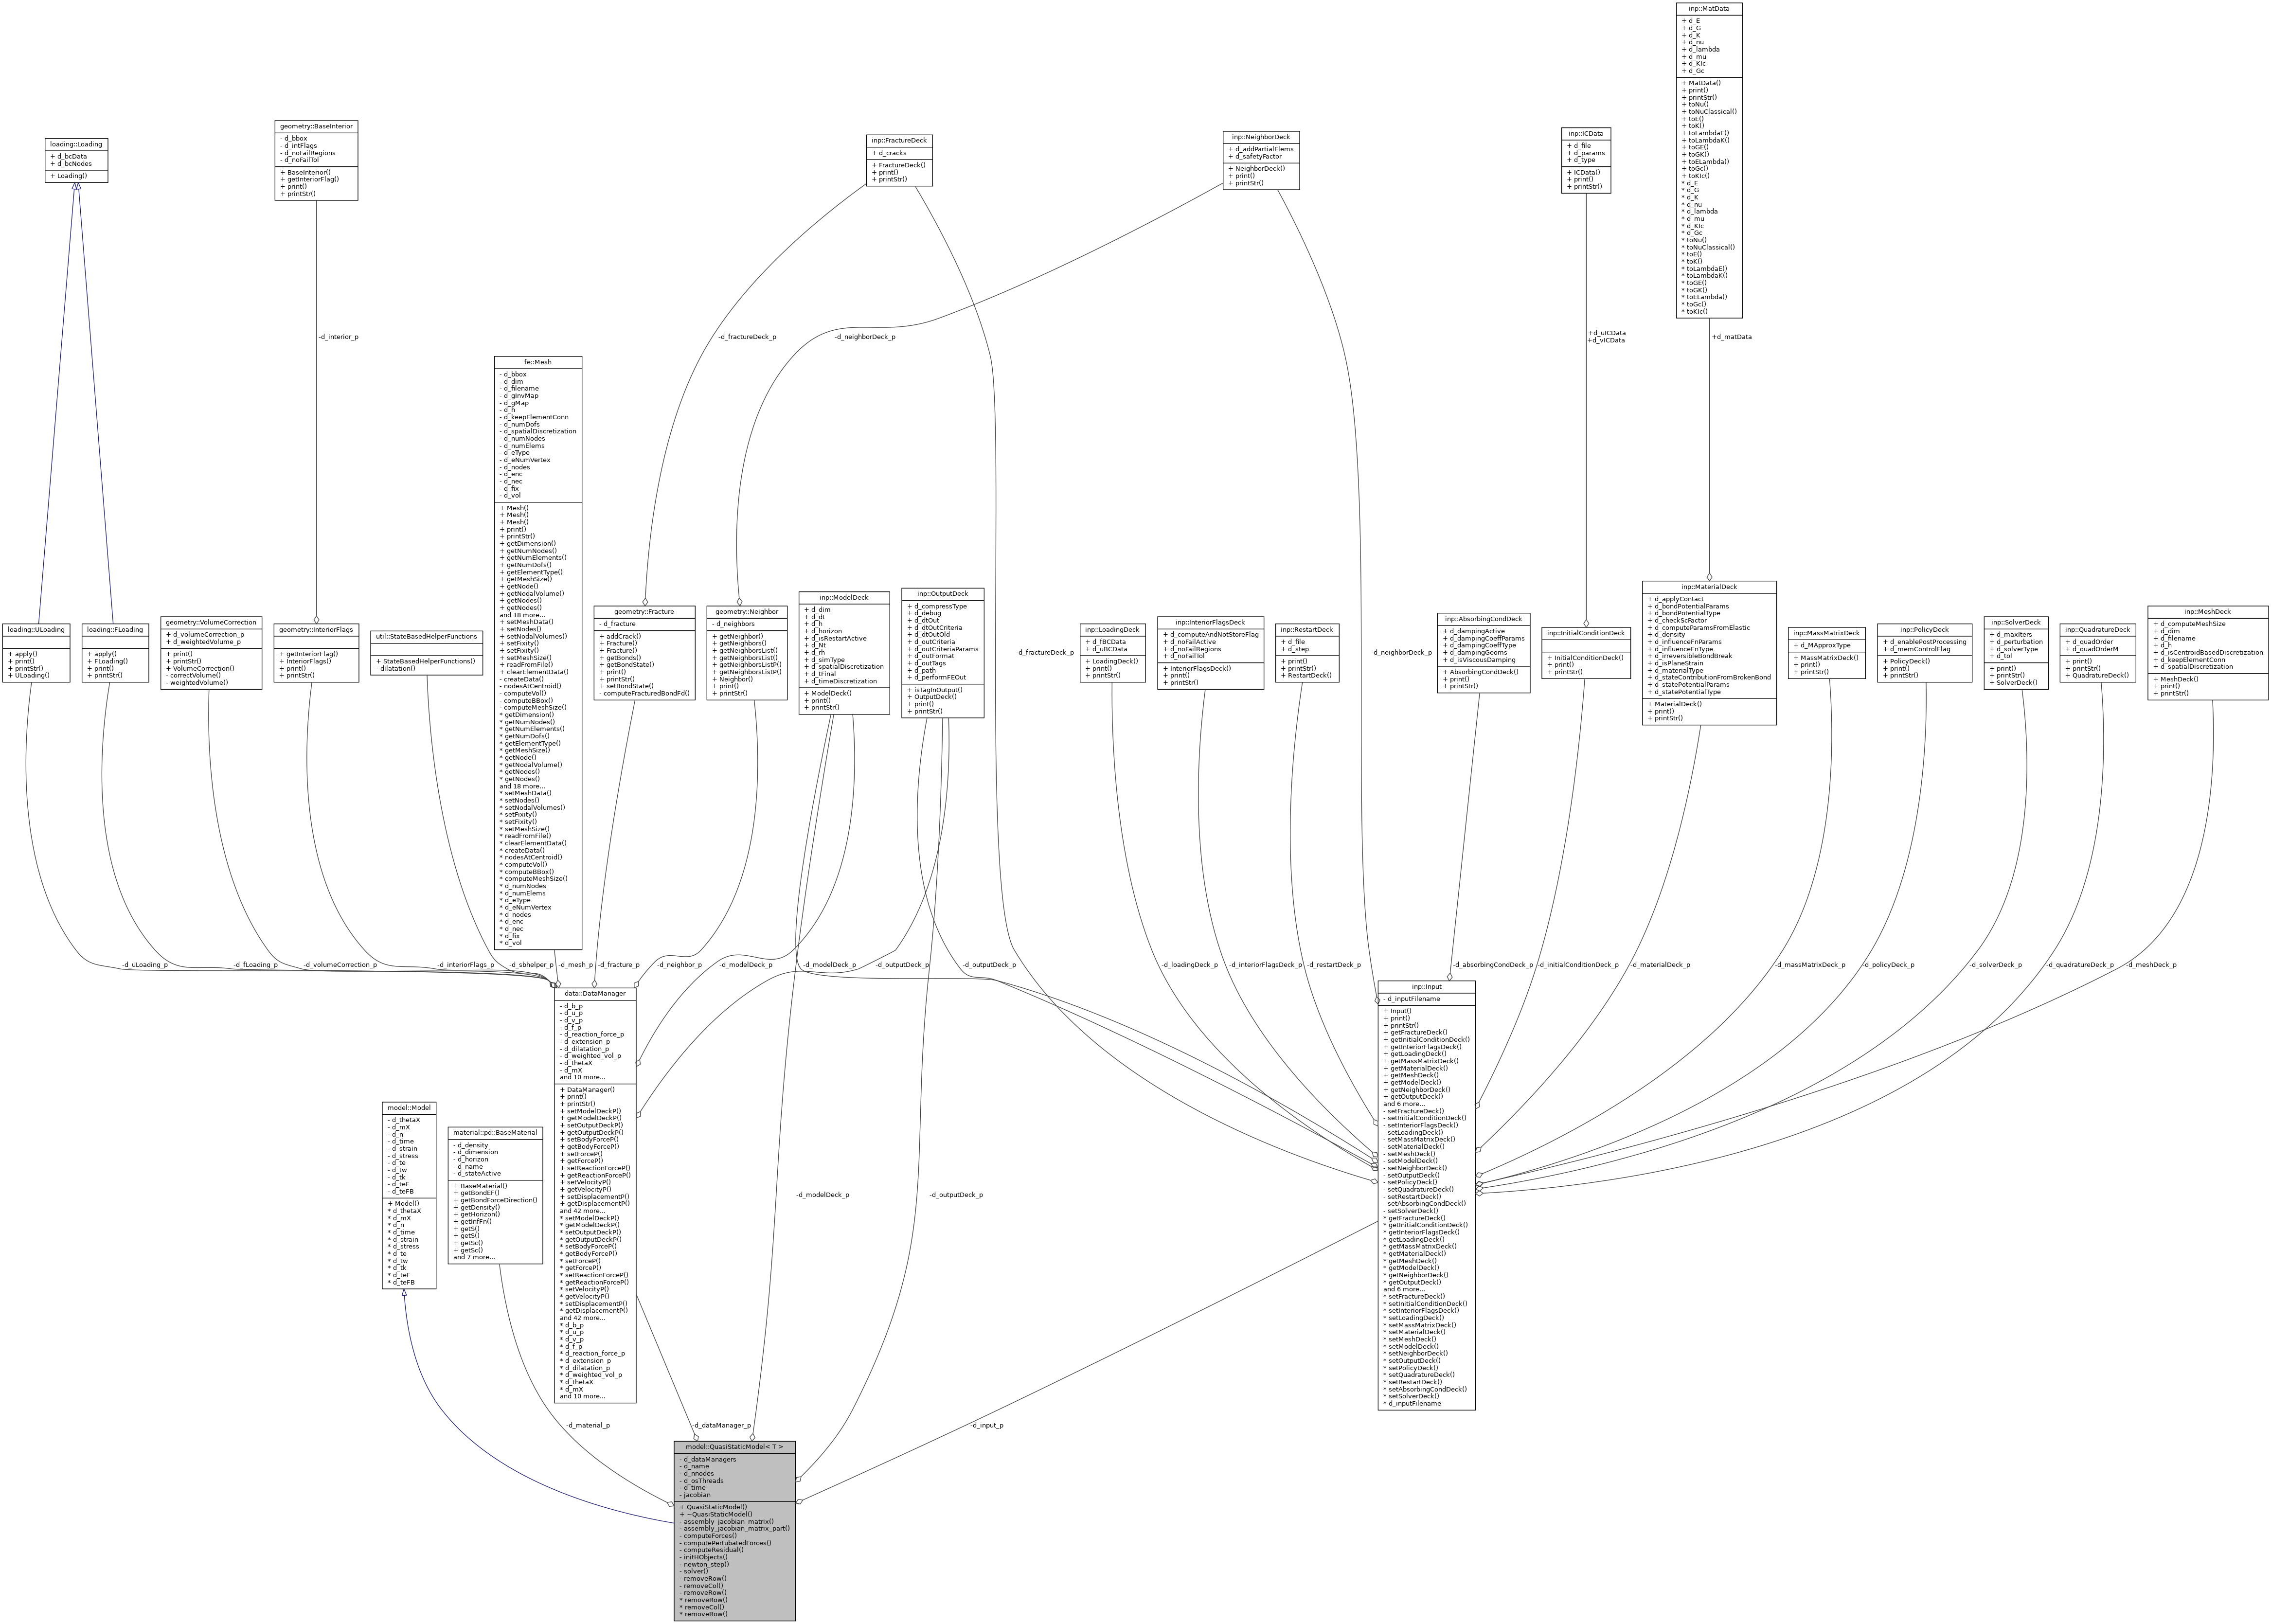 inp::MatData
+ d_E
+ d_G
+ d_K
+ d_nu
+ d_lambda
+ d_mu
+ d_KIc
+ d_Gc
+ MatData()
+ print()
+ printStr()
+ toNu()
+ toNuClassical()
+ toE()
+ toK()
+ toLambdaE()
+ toLambdaK()
+ toGE()
+ toGK()
+ toELambda()
+ toGc()
+ toKIc()
* d_E
* d_G
* d_K
* d_nu
* d_lambda
* d_mu
* d_KIc
* d_Gc
* toNu()
* toNuClassical()
* toE()
* toK()
* toLambdaE()
* toLambdaK()
* toGE()
* toGK()
* toELambda()
* toGc()
* toKIc()
loading::Loading
+ d_bcData
+ d_bcNodes
+ Loading()
geometry::BaseInterior
- d_bbox
- d_intFlags
- d_noFailRegions
- d_noFailTol
+ BaseInterior()
+ getInteriorFlag()
+ print()
+ printStr()
inp::FractureDeck
+ d_cracks
+ FractureDeck()
+ print()
+ printStr()
inp::NeighborDeck
+ d_addPartialElems
+ d_safetyFactor
+ NeighborDeck()
+ print()
+ printStr()
inp::ICData
+ d_file
+ d_params
+ d_type
+ ICData()
+ print()
+ printStr()
-d_interior_p
-d_fractureDeck_p
-d_neighborDeck_p
+d_uICData
+d_vICData
+d_matData
fe::Mesh
- d_bbox
- d_dim
- d_filename
- d_gInvMap
- d_gMap
- d_h
- d_keepElementConn
- d_numDofs
- d_spatialDiscretization
- d_numNodes
- d_numElems
- d_eType
- d_eNumVertex
- d_nodes
- d_enc
- d_nec
- d_fix
- d_vol
+ Mesh()
+ Mesh()
+ Mesh()
+ print()
+ printStr()
+ getDimension()
+ getNumNodes()
+ getNumElements()
+ getNumDofs()
+ getElementType()
+ getMeshSize()
+ getNode()
+ getNodalVolume()
+ getNodes()
+ getNodes()
and 18 more...
+ setMeshData()
+ setNodes()
+ setNodalVolumes()
+ setFixity()
+ setFixity()
+ setMeshSize()
+ readFromFile()
+ clearElementData()
- createData()
- nodesAtCentroid()
- computeVol()
- computeBBox()
- computeMeshSize()
* getDimension()
* getNumNodes()
* getNumElements()
* getNumDofs()
* getElementType()
* getMeshSize()
* getNode()
* getNodalVolume()
* getNodes()
* getNodes()
and 18 more...
* setMeshData()
* setNodes()
* setNodalVolumes()
* setFixity()
* setFixity()
* setMeshSize()
* readFromFile()
* clearElementData()
* createData()
* nodesAtCentroid()
* computeVol()
* computeBBox()
* computeMeshSize()
* d_numNodes
* d_numElems
* d_eType
* d_eNumVertex
* d_nodes
* d_enc
* d_nec
* d_fix
* d_vol
loading::ULoading
+ apply()
+ print()
+ printStr()
+ ULoading()
loading::FLoading
+ apply()
+ FLoading()
+ print()
+ printStr()
geometry::VolumeCorrection
+ d_volumeCorrection_p
+ d_weightedVolume_p
+ print()
+ printStr()
+ VolumeCorrection()
- correctVolume()
- weightedVolume()
geometry::InteriorFlags
+ getInteriorFlag()
+ InteriorFlags()
+ print()
+ printStr()
util::StateBasedHelperFunctions
+ StateBasedHelperFunctions()
- dilatation()
geometry::Fracture
- d_fracture
+ addCrack()
+ Fracture()
+ Fracture()
+ getBonds()
+ getBondState()
+ print()
+ printStr()
+ setBondState()
- computeFracturedBondFd()
geometry::Neighbor
- d_neighbors
+ getNeighbor()
+ getNeighbors()
+ getNeighborsList()
+ getNeighborsList()
+ getNeighborsListP()
+ getNeighborsListP()
+ Neighbor()
+ print()
+ printStr()
inp::ModelDeck
+ d_dim
+ d_dt
+ d_h
+ d_horizon
+ d_isRestartActive
+ d_Nt
+ d_rh
+ d_simType
+ d_spatialDiscretization
+ d_tFinal
+ d_timeDiscretization
+ ModelDeck()
+ print()
+ printStr()
inp::OutputDeck
+ d_compressType
+ d_debug
+ d_dtOut
+ d_dtOutCriteria
+ d_dtOutOld
+ d_outCriteria
+ d_outCriteriaParams
+ d_outFormat
+ d_outTags
+ d_path
+ d_performFEOut
+ isTagInOutput()
+ OutputDeck()
+ print()
+ printStr()
-d_fractureDeck_p
inp::LoadingDeck
+ d_fBCData
+ d_uBCData
+ LoadingDeck()
+ print()
+ printStr()
inp::InteriorFlagsDeck
+ d_computeAndNotStoreFlag
+ d_noFailActive
+ d_noFailRegions
+ d_noFailTol
+ InteriorFlagsDeck()
+ print()
+ printStr()
inp::RestartDeck
+ d_file
+ d_step
+ print()
+ printStr()
+ RestartDeck()
-d_neighborDeck_p
inp::AbsorbingCondDeck
+ d_dampingActive
+ d_dampingCoeffParams
+ d_dampingCoeffType
+ d_dampingGeoms
+ d_isViscousDamping
+ AbsorbingCondDeck()
+ print()
+ printStr()
inp::InitialConditionDeck
+ InitialConditionDeck()
+ print()
+ printStr()
inp::MaterialDeck
+ d_applyContact
+ d_bondPotentialParams
+ d_bondPotentialType
+ d_checkScFactor
+ d_computeParamsFromElastic
+ d_density
+ d_influenceFnParams
+ d_influenceFnType
+ d_irreversibleBondBreak
+ d_isPlaneStrain
+ d_materialType
+ d_stateContributionFromBrokenBond
+ d_statePotentialParams
+ d_statePotentialType
+ MaterialDeck()
+ print()
+ printStr()
inp::MassMatrixDeck
+ d_MApproxType
+ MassMatrixDeck()
+ print()
+ printStr()
inp::PolicyDeck
+ d_enablePostProcessing
+ d_memControlFlag
+ PolicyDeck()
+ print()
+ printStr()
inp::SolverDeck
+ d_maxIters
+ d_perturbation
+ d_solverType
+ d_tol
+ print()
+ printStr()
+ SolverDeck()
inp::QuadratureDeck
+ d_quadOrder
+ d_quadOrderM
+ print()
+ printStr()
+ QuadratureDeck()
inp::MeshDeck
+ d_computeMeshSize
+ d_dim
+ d_filename
+ d_h
+ d_isCentroidBasedDiscretization
+ d_keepElementConn
+ d_spatialDiscretization
+ MeshDeck()
+ print()
+ printStr()
-d_uLoading_p
-d_fLoading_p
-d_volumeCorrection_p
-d_interiorFlags_p
-d_sbhelper_p
-d_mesh_p
-d_fracture_p
-d_neighbor_p
-d_modelDeck_p
-d_modelDeck_p
-d_outputDeck_p
-d_outputDeck_p
-d_loadingDeck_p
-d_interiorFlagsDeck_p
-d_restartDeck_p
-d_absorbingCondDeck_p
-d_initialConditionDeck_p
-d_materialDeck_p
-d_massMatrixDeck_p
-d_policyDeck_p
-d_solverDeck_p
-d_quadratureDeck_p
-d_meshDeck_p
data::DataManager
- d_b_p
- d_u_p
- d_v_p
- d_f_p
- d_reaction_force_p
- d_extension_p
- d_dilatation_p
- d_weighted_vol_p
- d_thetaX
- d_mX
and 10 more...
+ DataManager()
+ print()
+ printStr()
+ setModelDeckP()
+ getModelDeckP()
+ setOutputDeckP()
+ getOutputDeckP()
+ setBodyForceP()
+ getBodyForceP()
+ setForceP()
+ getForceP()
+ setReactionForceP()
+ getReactionForceP()
+ setVelocityP()
+ getVelocityP()
+ setDisplacementP()
+ getDisplacementP()
and 42 more...
* setModelDeckP()
* getModelDeckP()
* setOutputDeckP()
* getOutputDeckP()
* setBodyForceP()
* getBodyForceP()
* setForceP()
* getForceP()
* setReactionForceP()
* getReactionForceP()
* setVelocityP()
* getVelocityP()
* setDisplacementP()
* getDisplacementP()
and 42 more...
* d_b_p
* d_u_p
* d_v_p
* d_f_p
* d_reaction_force_p
* d_extension_p
* d_dilatation_p
* d_weighted_vol_p
* d_thetaX
* d_mX
and 10 more...
inp::Input
- d_inputFilename
+ Input()
+ print()
+ printStr()
+ getFractureDeck()
+ getInitialConditionDeck()
+ getInteriorFlagsDeck()
+ getLoadingDeck()
+ getMassMatrixDeck()
+ getMaterialDeck()
+ getMeshDeck()
+ getModelDeck()
+ getNeighborDeck()
+ getOutputDeck()
and 6 more...
- setFractureDeck()
- setInitialConditionDeck()
- setInteriorFlagsDeck()
- setLoadingDeck()
- setMassMatrixDeck()
- setMaterialDeck()
- setMeshDeck()
- setModelDeck()
- setNeighborDeck()
- setOutputDeck()
- setPolicyDeck()
- setQuadratureDeck()
- setRestartDeck()
- setAbsorbingCondDeck()
- setSolverDeck()
* getFractureDeck()
* getInitialConditionDeck()
* getInteriorFlagsDeck()
* getLoadingDeck()
* getMassMatrixDeck()
* getMaterialDeck()
* getMeshDeck()
* getModelDeck()
* getNeighborDeck()
* getOutputDeck()
and 6 more...
* setFractureDeck()
* setInitialConditionDeck()
* setInteriorFlagsDeck()
* setLoadingDeck()
* setMassMatrixDeck()
* setMaterialDeck()
* setMeshDeck()
* setModelDeck()
* setNeighborDeck()
* setOutputDeck()
* setPolicyDeck()
* setQuadratureDeck()
* setRestartDeck()
* setAbsorbingCondDeck()
* setSolverDeck()
* d_inputFilename
model::Model
- d_thetaX
- d_mX
- d_n
- d_time
- d_strain
- d_stress
- d_te
- d_tw
- d_tk
- d_teF
- d_teFB
+ Model()
* d_thetaX
* d_mX
* d_n
* d_time
* d_strain
* d_stress
* d_te
* d_tw
* d_tk
* d_teF
* d_teFB
material::pd::BaseMaterial
- d_density
- d_dimension
- d_horizon
- d_name
- d_stateActive
+ BaseMaterial()
+ getBondEF()
+ getBondForceDirection()
+ getDensity()
+ getHorizon()
+ getInfFn()
+ getS()
+ getS()
+ getSc()
+ getSc()
and 7 more...
-d_modelDeck_p
-d_outputDeck_p
-d_material_p
-d_dataManager_p
-d_input_p
model::QuasiStaticModel< T >
- d_dataManagers
- d_name
- d_nnodes
- d_osThreads
- d_time
- jacobian
+ QuasiStaticModel()
+ ~QuasiStaticModel()
- assembly_jacobian_matrix()
- assembly_jacobian_matrix_part()
- computeForces()
- computePertubatedForces()
- computeResidual()
- initHObjects()
- newton_step()
- solver()
- removeRow()
- removeCol()
- removeRow()
* removeRow()
* removeCol()
* removeRow()